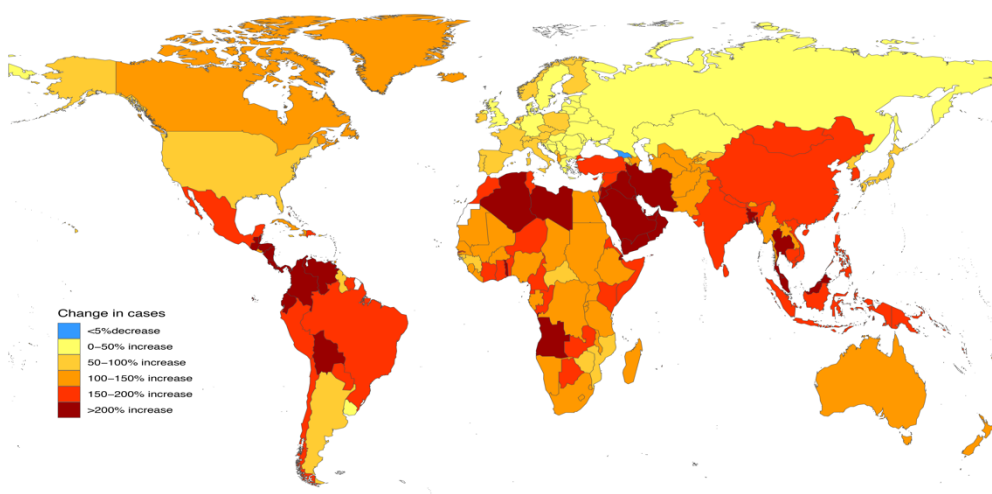 Change in cases
<5%decrease
0–50% increase
50–100% increase
100–150% increase
150–200% increase
>200% increase